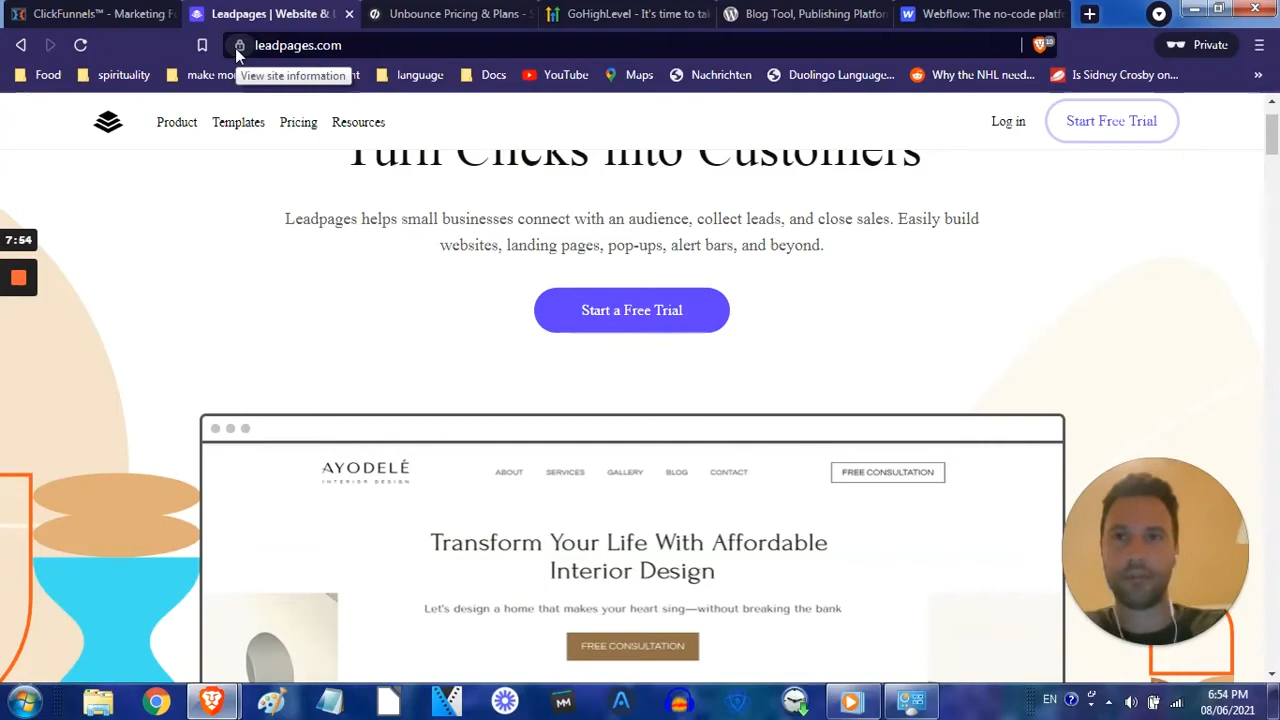 ClickFunnels™ - Marketing F
Leadpages | Website &
Unbounce Pricing & Plans -
GoHighLevel - It's time to tak
Blog Tool, Publishing Platfor
Webflow: The no-code platf
leadpages.com
10
Private
Food
spirituality
make mon
language
Docs
YouTube
Maps
Nachrichten
Duolingo Language...
Why the NHL need...
Is Sidney Crosby on...
»
View site information
Product
Templates
Pricing
Resources
Log in
Start Free Trial
Turn Clicks into Customers
Leadpages helps small businesses connect with an audience, collect leads, and close sales. Easily build
websites, landing pages, pop-ups, alert bars, and beyond.
7:54
Start a Free Trial
AYODELÉ
INTERIOR DESIGN
ABOUT
SERVICES
GALLERY
BLOG
CONTACT
FREE CONSULTATION
Transform Your Life With Affordable
Interior Design
Let's design a home that makes your heart sing—without breaking the bank
FREE CONSULTATION
EN
6:54 PM
08/06/2021